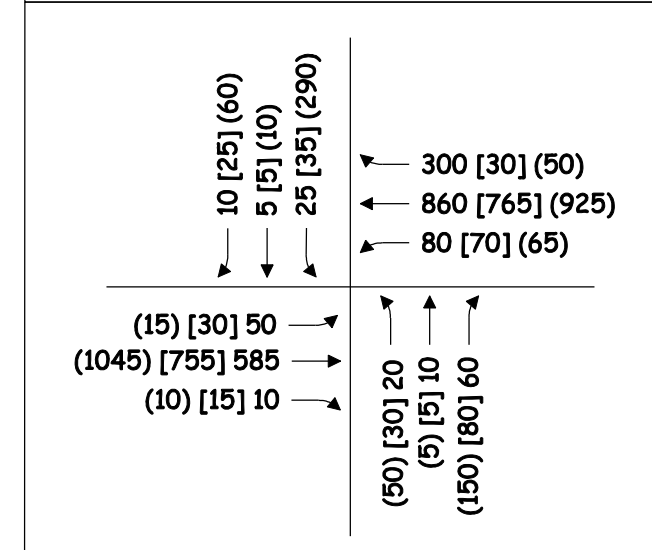 10 [25] (60)
5 [5] (10)
25 [35] (290)
300 [30] (50)
860 [765] (925)
80 [70] (65)
(15) [30] 50
(1045) [755] 585
(10) [15] 10
(50) [30] 20
(5) [5] 10
(150) [80] 60